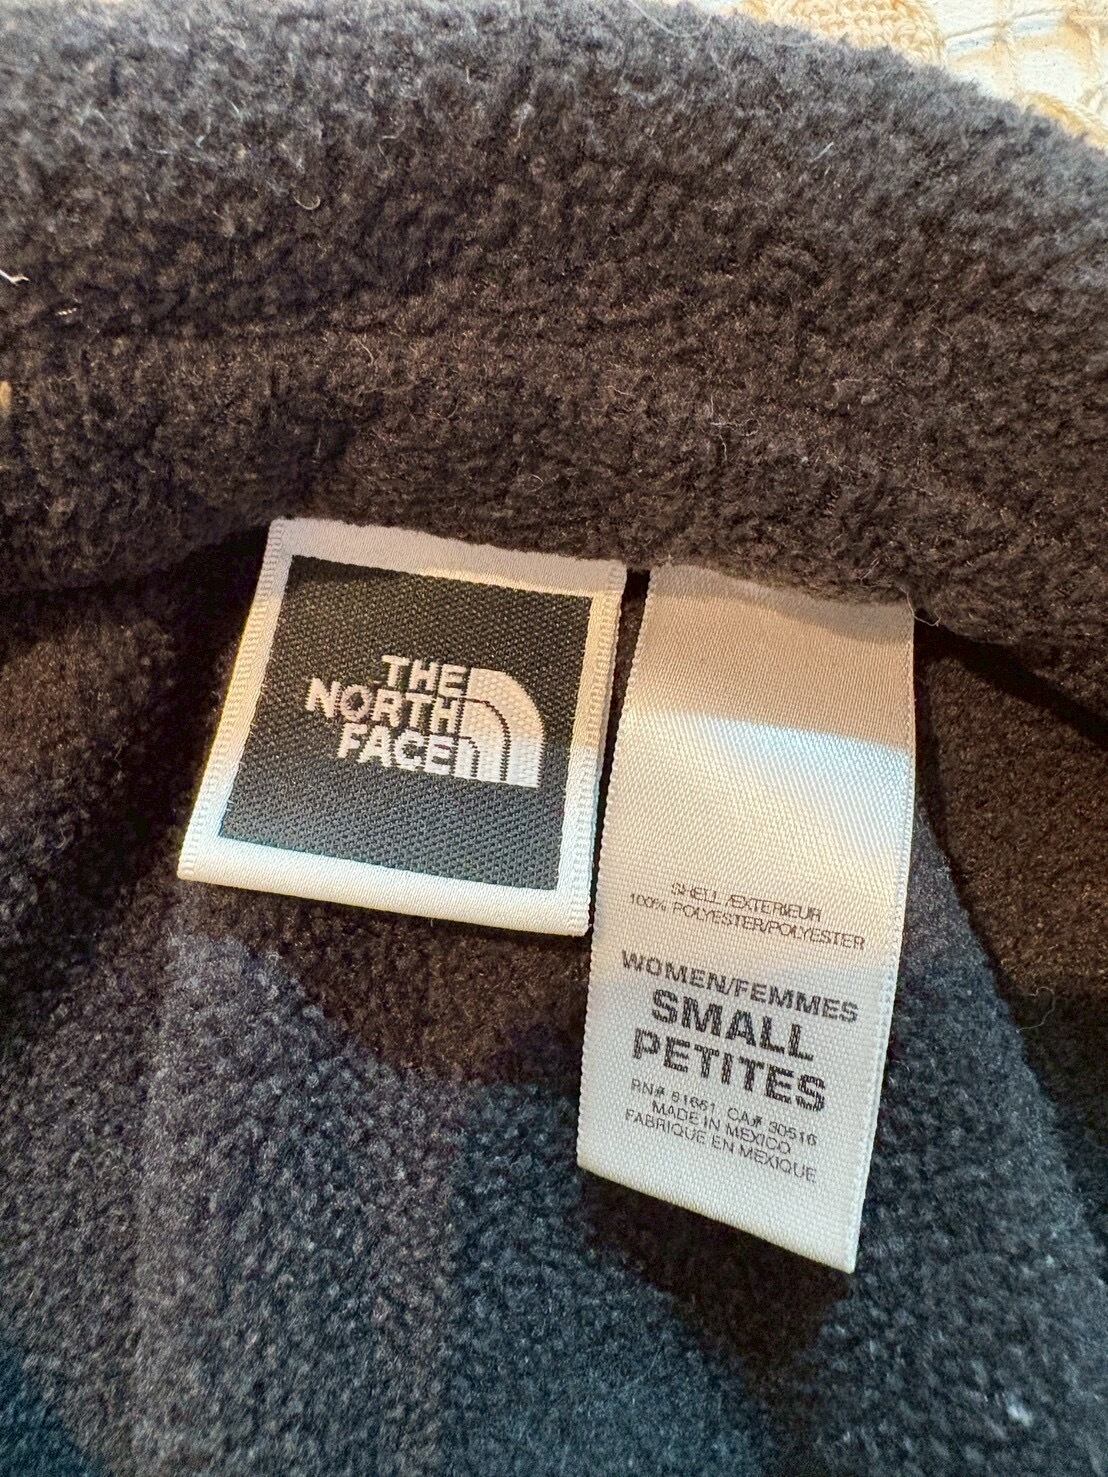 THE
NORTH
FACE
SHELL /EXTERIEUR
100% POLYESTER/POLYESTER
WOMEN/FEMMES
SMALL
PETITES
RN# 61661 CA# 30516
MADE IN MEXICO
FABRIQUE EN MEXIQUE